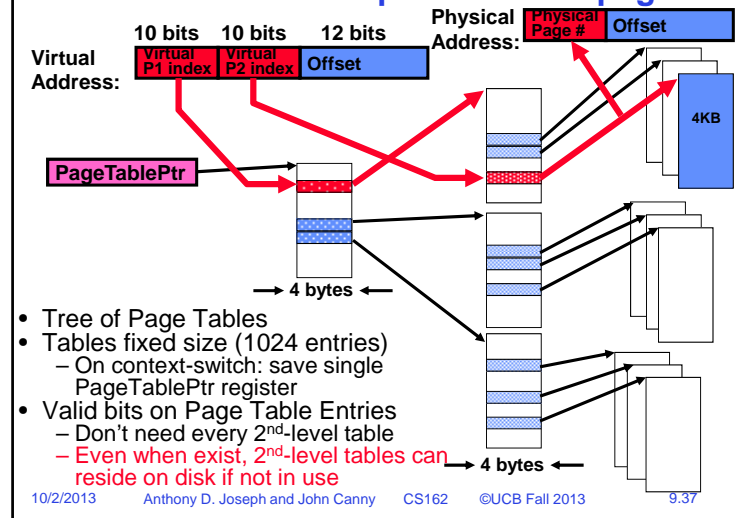 10 bits 10 bits 12 bits
Physical Address:
Physical Page #
Offset
Virtual Address:
Virtual P1 index
Virtual P2 index
Offset
4KB
PageTablePtr
4 bytes
• Tree of Page Tables
• Tables fixed size (1024 entries)
– On context-switch: save single
PageTablePtr register
• Valid bits on Page Table Entries
– Don't need every 2nd-level table
– Even when exist, 2nd-level tables can
reside on disk if not in use
4 bytes
10/2/2013 Anthony D. Joseph and John Canny CS162 ©UCB Fall 2013 9.37